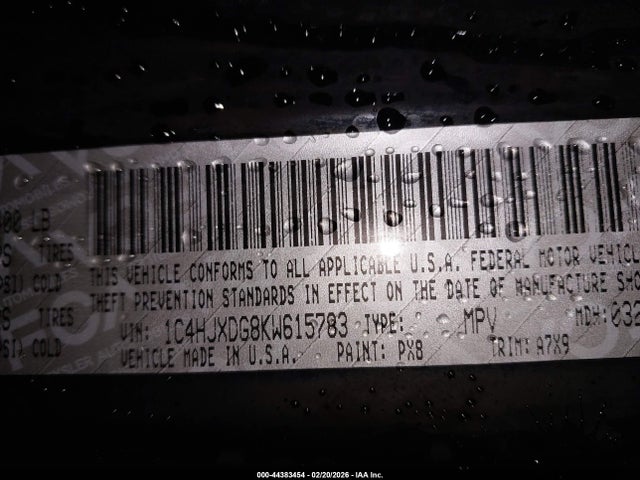 00 LB
TIRES
PSI) COLD
TIRES
PSI) COLD
THIS VEHICLE CONFORMS TO ALL APPLICABLE U.S.A. FEDERAL MOTOR VEHICLE
THEFT PREVENTION STANDARDS IN EFFECT ON THE DATE OF MANUFACTURE SHO
VIN: 1C4HJXDG8KW615783 TYPE: MPV MDH:032
VEHICLE MADE IN U.S.A. PAINT: PX8 TRIM: A7X9
000-44383454 - 02/20/2026 - IAA Inc.